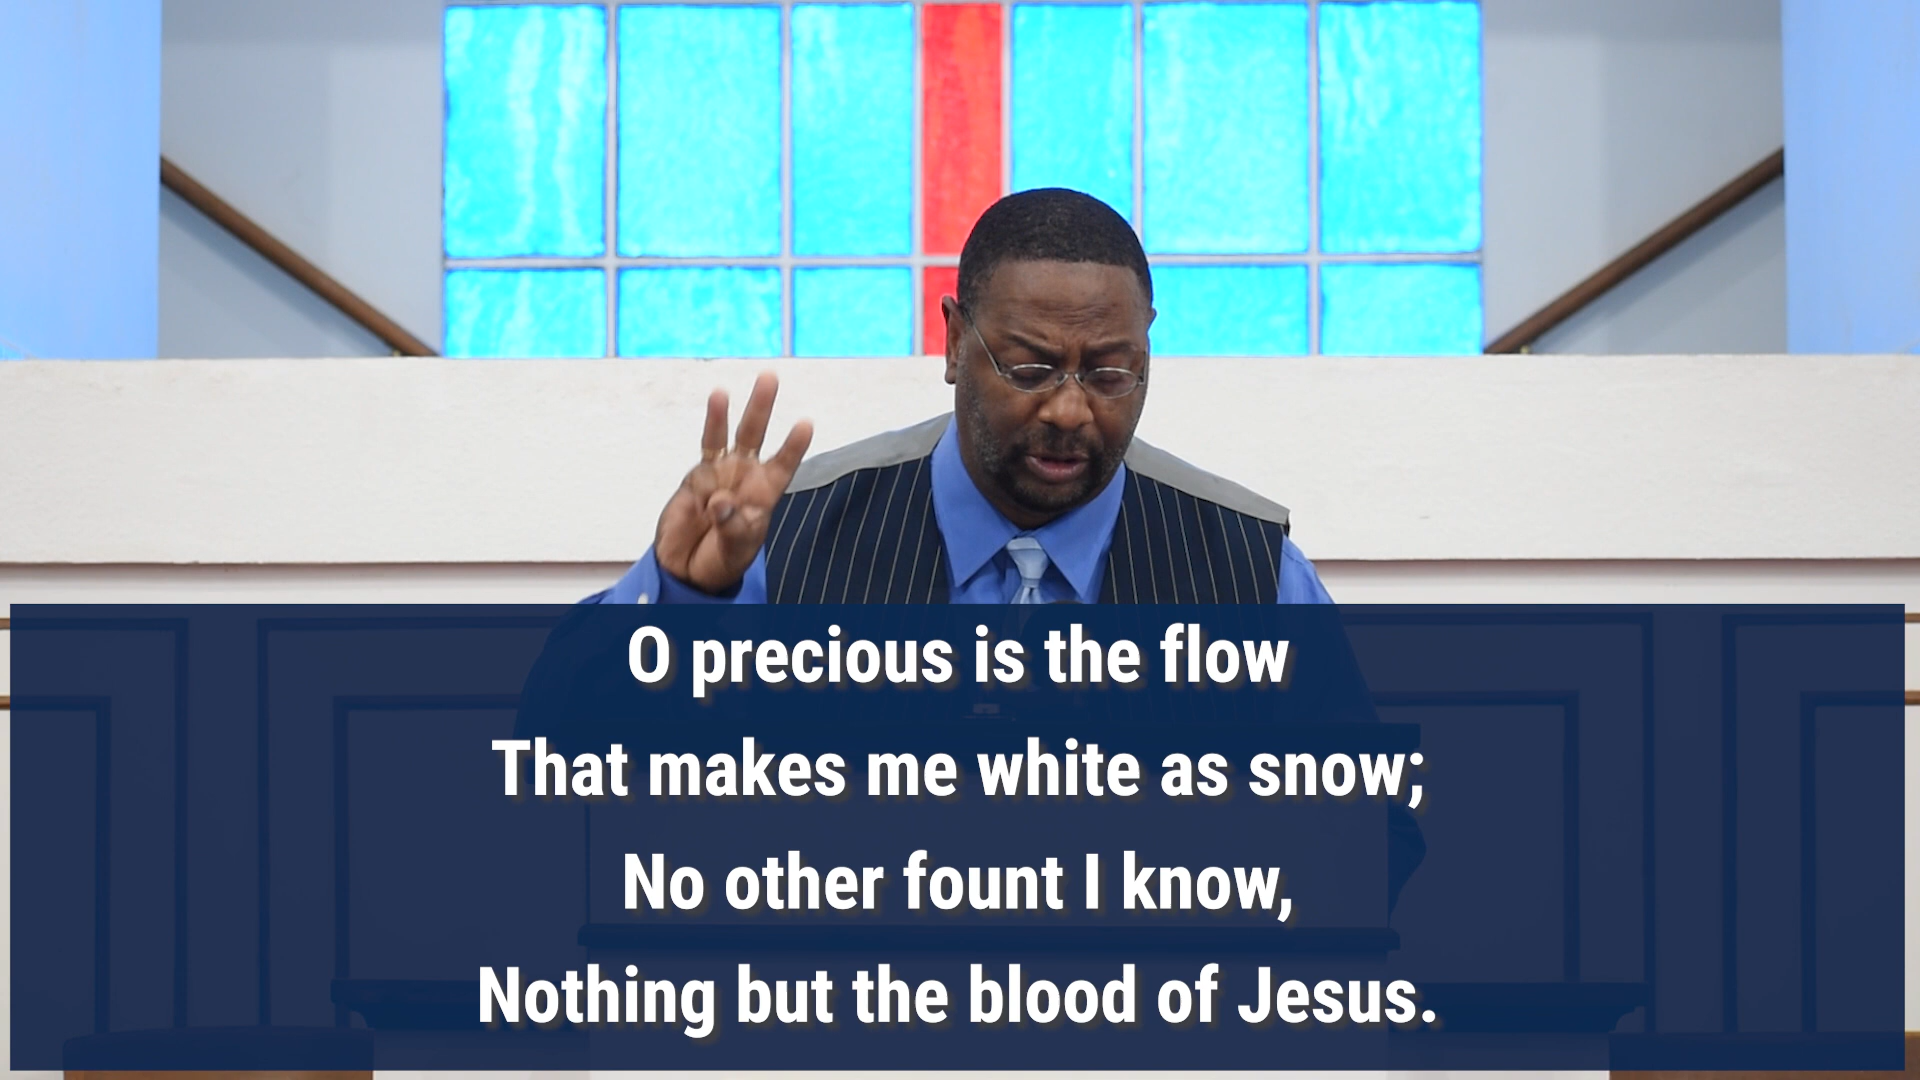 O precious is the flow
That makes me white as snow;
No other fount I know,
Nothing but the blood of Jesus.